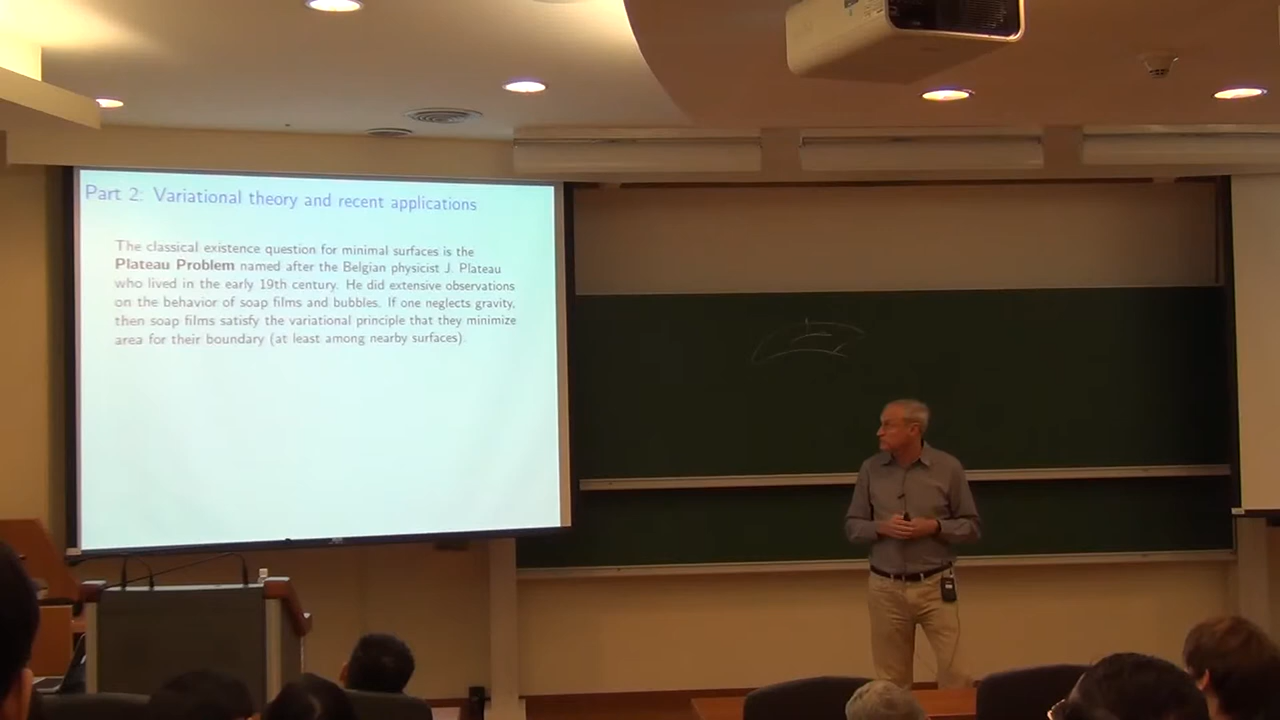 Part 2: Variational theory and recent applications
The classical existence question for minimal surfaces is the
Plateau Problem named after the Belgian physicist J. Plateau
who lived in the early 19th century. He did extensive observations
on the behavior of soap films and bubbles. If one neglects gravity,
then soap films satisfy the variational principle that they minimize
area for their boundary (at least among nearby surfaces).